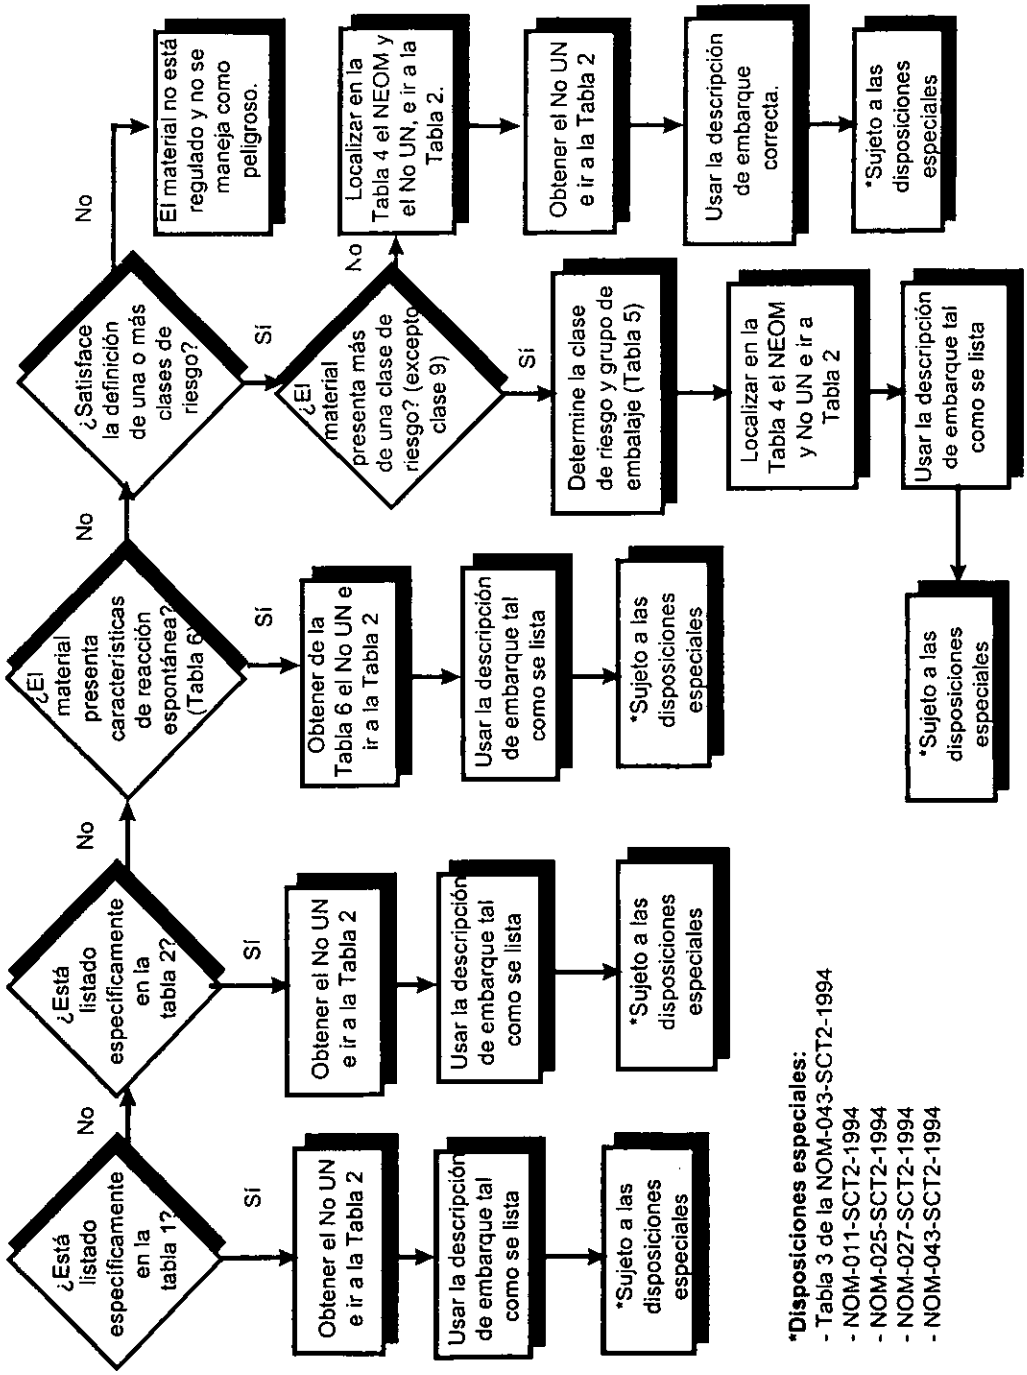 ¿Está
listado
específicamente
en la
tabla 1?
No
Sí
Obtener el No UN
e ir a la Tabla 2
Usar la descripción
de embarque tal
como se lista
*Sujeto a las
disposiciones
especiales
¿Está
listado
específicamente
en la
tabla 2?
No
Sí
Obtener el No UN
e ir a la Tabla 2
Usar la descripción
de embarque tal
como se lista
*Sujeto a las
disposiciones
especiales
¿El
material
presenta
características
de reacción
espontánea?
(Tabla 6)
No
Sí
Obtener de la
Tabla 6 el No UN e
ir a la Tabla 2
Usar la descripción
de embarque tal
como se lista
*Sujeto a las
disposiciones
especiales
¿Satisface
la definición
de una o más
clases de
riesgo?
No
El material no está
regulado y no se
maneja como
peligroso.
Sí
¿El
material
presenta más
de una clase de
riesgo? (excepto
clase 9)
No
Localizar en la
Tabla 4 el NEOM y
el No UN, e ir a la
Tabla 2.
Obtener el No UN
e ir a la Tabla 2
Usar la descripción
de embarque
correcta.
*Sujeto a las
disposiciones
especiales
Sí
Determine la clase
de riesgo y grupo de
embalaje (Tabla 5)
Localizar en la
Tabla 4 el NEOM
y No UN e ir a
Tabla 2
Usar la descripción
de embarque tal
como se lista
*Sujeto a las
disposiciones
especiales
*Disposiciones especiales:
- Tabla 3 de la NOM-043-SCT2-1994
- NOM-011-SCT2-1994
- NOM-025-SCT2-1994
- NOM-027-SCT2-1994
- NOM-043-SCT2-1994